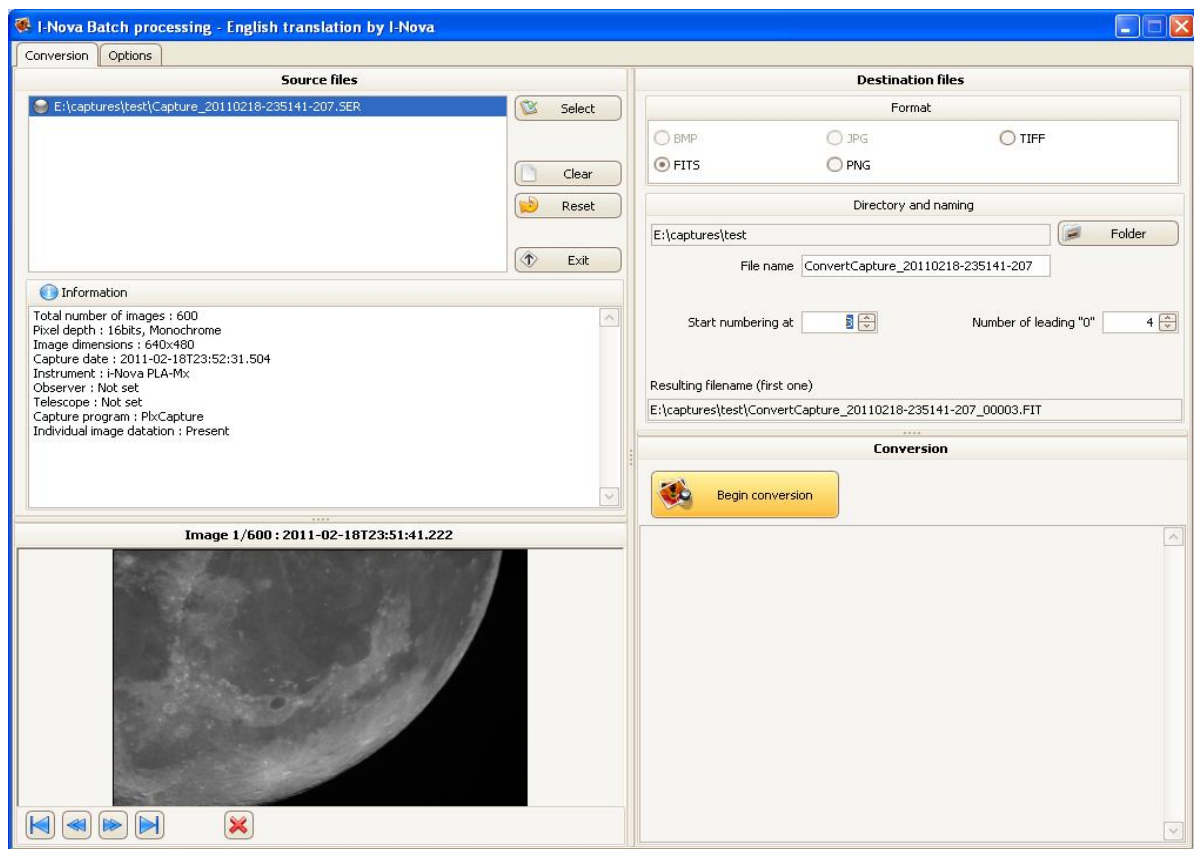 I-Nova Batch processing - English translation by I-Nova
Conversion Options
Source files
E:\captures\test\Capture_20110218-235141-207.SER
Select
Clear
Reset
Exit
Information
Total number of images : 600
Pixel depth : 16bits, Monochrome
Image dimensions : 640x480
Capture date : 2011-02-18T23:52:31.504
Instrument : i-Nova PLA-Mx
Observer : Not set
Telescope : Not set
Capture program : PlxCapture
Individual image datation : Present
Image 1/600 : 2011-02-18T23:51:41.222
Destination files
Format
BMP JPG TIFF
FITS PNG
Directory and naming
E:\captures\test Folder
File name ConvertCapture_20110218-235141-207
Start numbering at 3 Number of leading "0" 4
Resulting filename (first one)
E:\captures\test\ConvertCapture_20110218-235141-207_00003.FIT
Conversion
Begin conversion